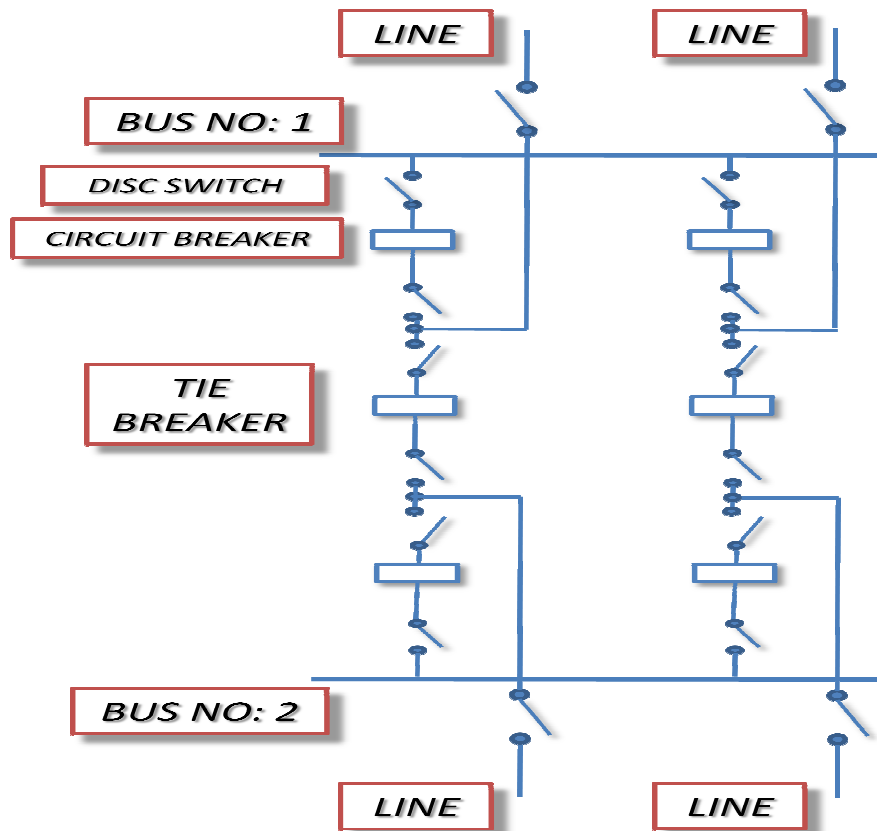 LINE
LINE
BUS NO: 1
DISC SWITCH
CIRCUIT BREAKER
TIE
BREAKER
BUS NO: 2
LINE
LINE